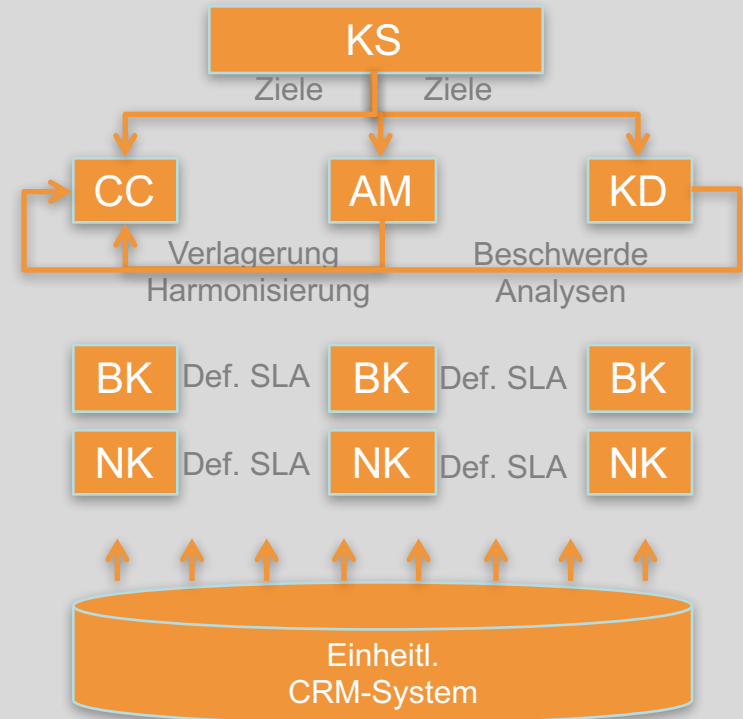 KS
Ziele Ziele
CC AM KD
Verlagerung Beschwerde
Harmonisierung Analysen
BK Def. SLA BK Def. SLA BK
NK Def. SLA NK Def. SLA NK
Einheitl.
CRM-System